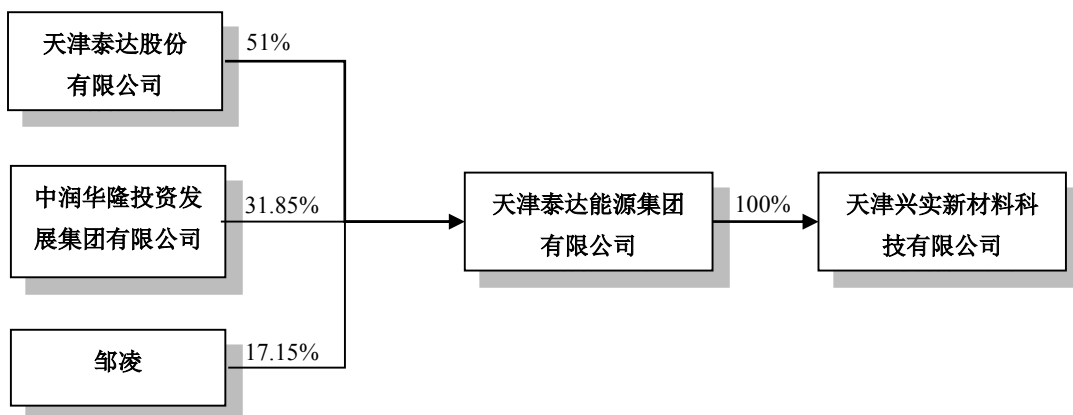 天津泰达股份
有限公司
51%
中润华隆投资发
展集团有限公司
31.85%
邹凌
17.15%
天津泰达能源集团
有限公司
100%
天津兴实新材料科
技有限公司